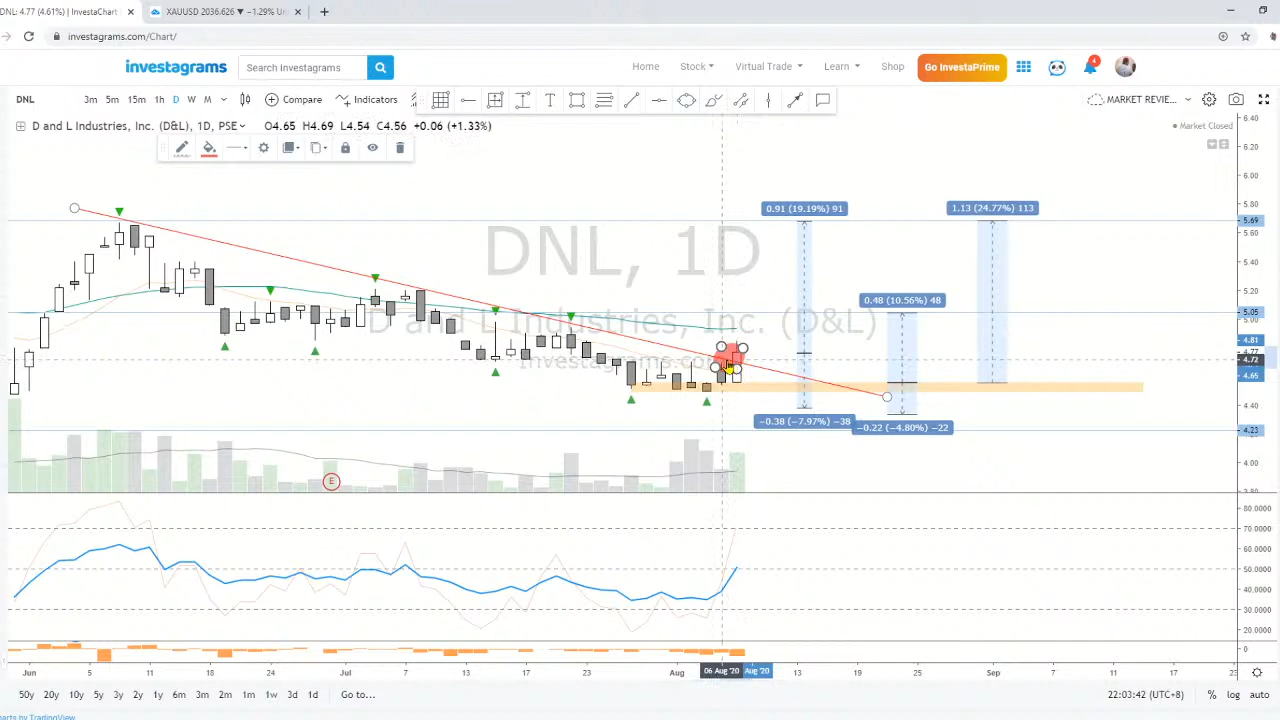 DNL: 4.77 (4.61%) | InvestaChart
XAUUSD 2036.626 ▼ −1.29% Un
investagrams.com/Chart/
investagrams
Search Investagrams
Home
Stock
Virtual Trade
Learn
Shop
Go InvestaPrime
4
DNL
3m 5m 15m 1h D W M
Compare
Indicators
MARKET REVIE...
D and L Industries, Inc. (D&L), 1D, PSE
O4.65 H4.69 L4.54 C4.56 +0.06 (+1.33%)
Market Closed
6.40
6.20
6.00
5.69
5.60
5.40
5.20
5.05
5.00
4.81
4.77
4.72
4.65
4.40
4.23
4.00
3.80
0.91 (19.19%) 91
1.13 (24.77%) 113
0.48 (10.56%) 48
−0.38 (−7.97%) −38
−0.22 (−4.80%) −22
DNL, 1D
D and L Industries, Inc. (D&L)
investagrams.com
E
80.0000
70.0000
60.0000
50.0000
40.0000
30.0000
20.0000
0
Jun 5 11 18 24 Jul 7 13 17 23 Aug 06 Aug '20 Aug '20 13 19 25 Sep 7 11 17 23
50y 20y 10y 5y 3y 2y 1y 6m 3m 2m 1m 1w 3d 1d Go to...
22:03:42 (UTC+8) % log auto
Charts by TradingView